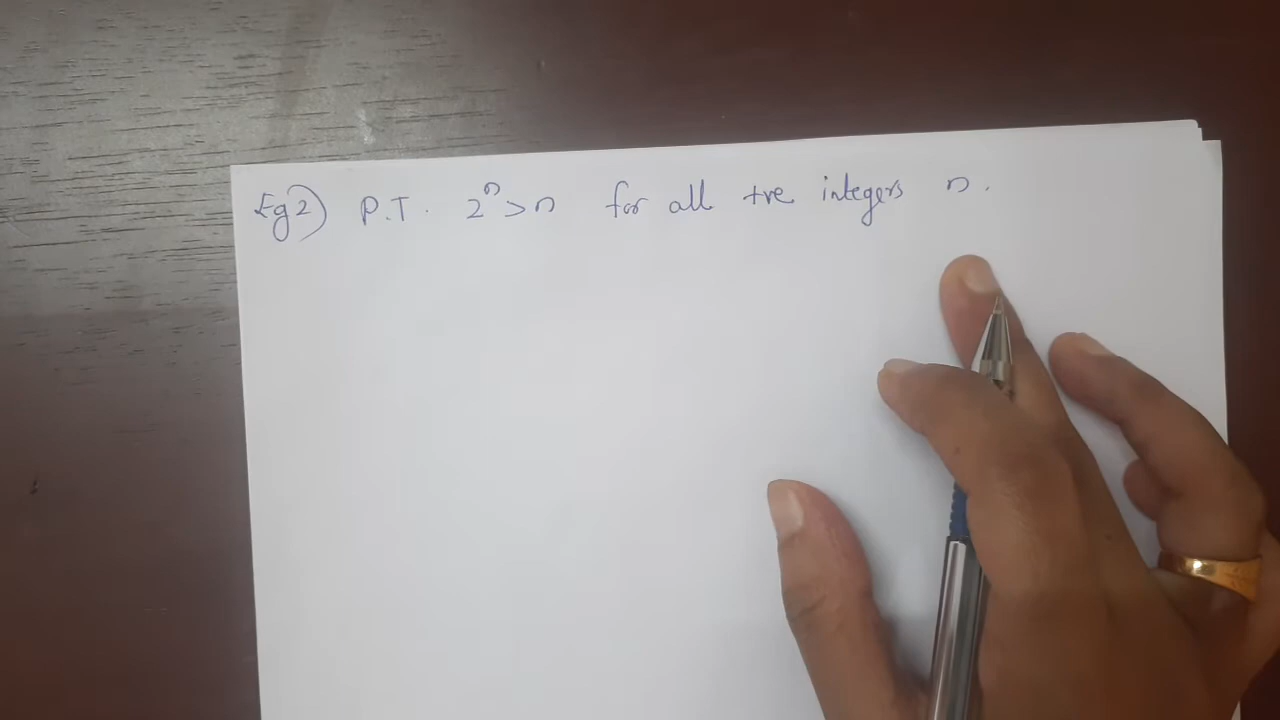 Eg 2) P.T. 2ⁿ > n for all +ve integers n.